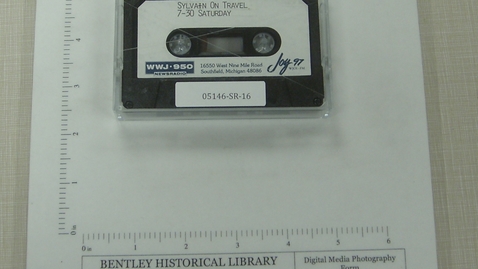 SYLVAIN ON TRAVEL
7-30 SATURDAY
WWJ·950
NEWSRADIO
16550 West Nine Mile Road
Southfield, Michigan 48086
Joy·97
05146-SR-16
4
3
2
1
0 in
0 in 1 2 3 4 5 6
BENTLEY HISTORICAL LIBRARY
Digital Media Photography
Form